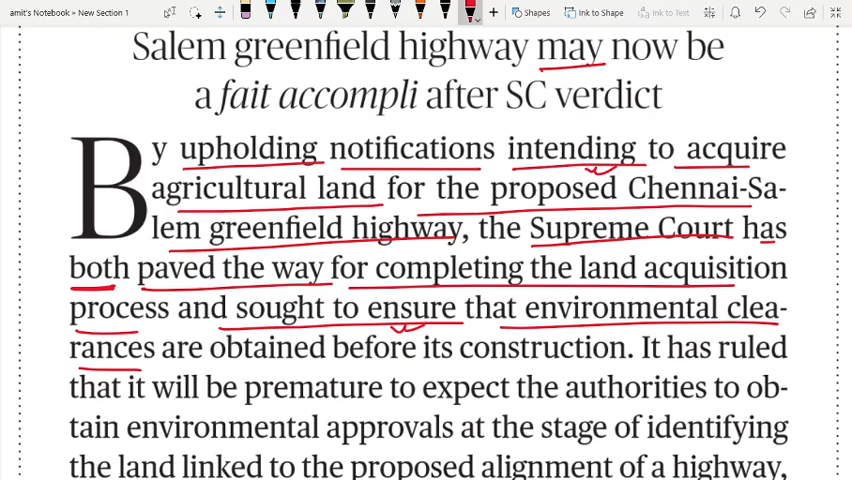 amit's Notebook » New Section 1
Shapes
Ink to Shape
Ink to Text
Salem greenfield highway may now be
a fait accompli after SC verdict
By upholding notifications intending to acquire
agricultural land for the proposed Chennai-Sa-
lem greenfield highway, the Supreme Court has
both paved the way for completing the land acquisition
process and sought to ensure that environmental clea-
rances are obtained before its construction. It has ruled
that it will be premature to expect the authorities to ob-
tain environmental approvals at the stage of identifying
the land linked to the proposed alignment of a highway,